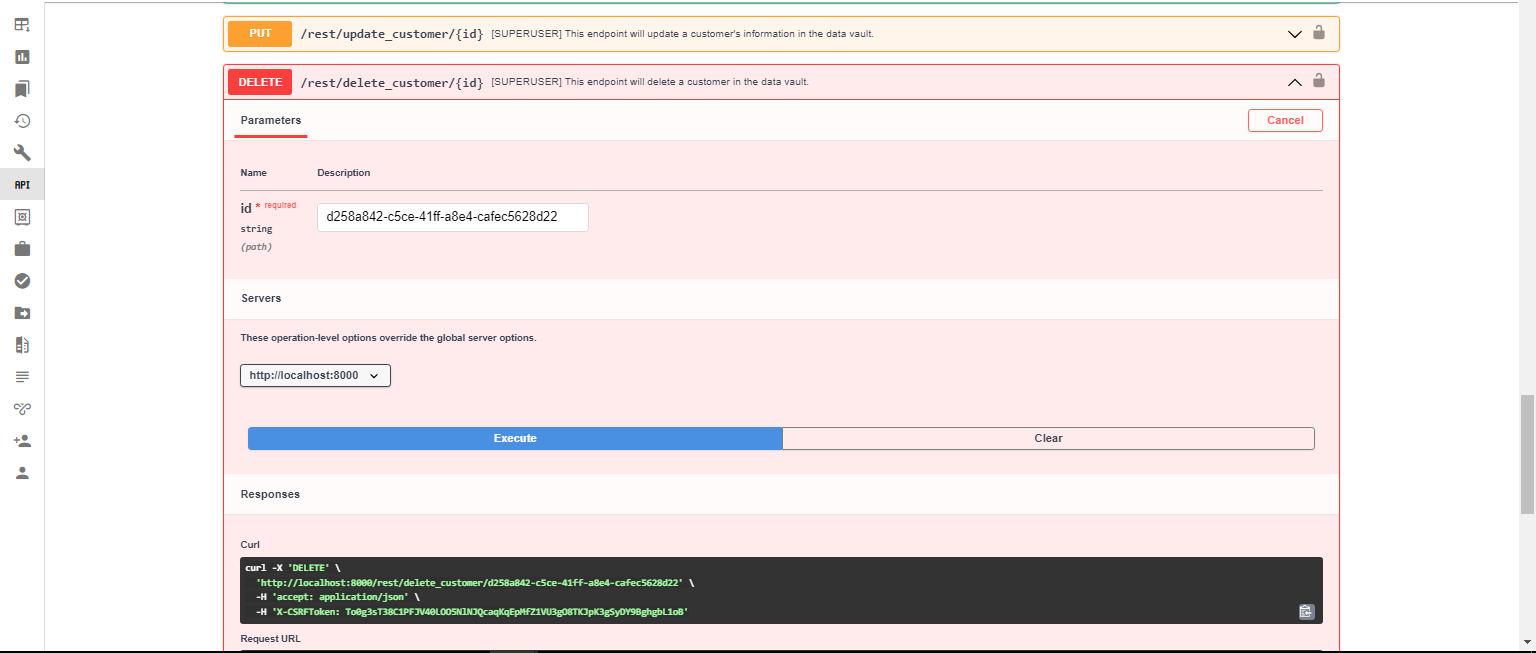 PUT /rest/update_customer/{id} [SUPERUSER] This endpoint will update a customer's information in the data vault.
DELETE /rest/delete_customer/{id} [SUPERUSER] This endpoint will delete a customer in the data vault.
Parameters
Cancel
Name Description
id * required
string
(path)
d258a842-c5ce-41ff-a8e4-cafec5628d22
API
Servers
These operation-level options override the global server options.
http://localhost:8000
Execute
Clear
Responses
Curl
curl -X 'DELETE' \
'http://localhost:8000/rest/delete_customer/d258a842-c5ce-41ff-a8e4-cafec5628d22' \
-H 'accept: application/json' \
-H 'X-CSRFToken:
Request URL